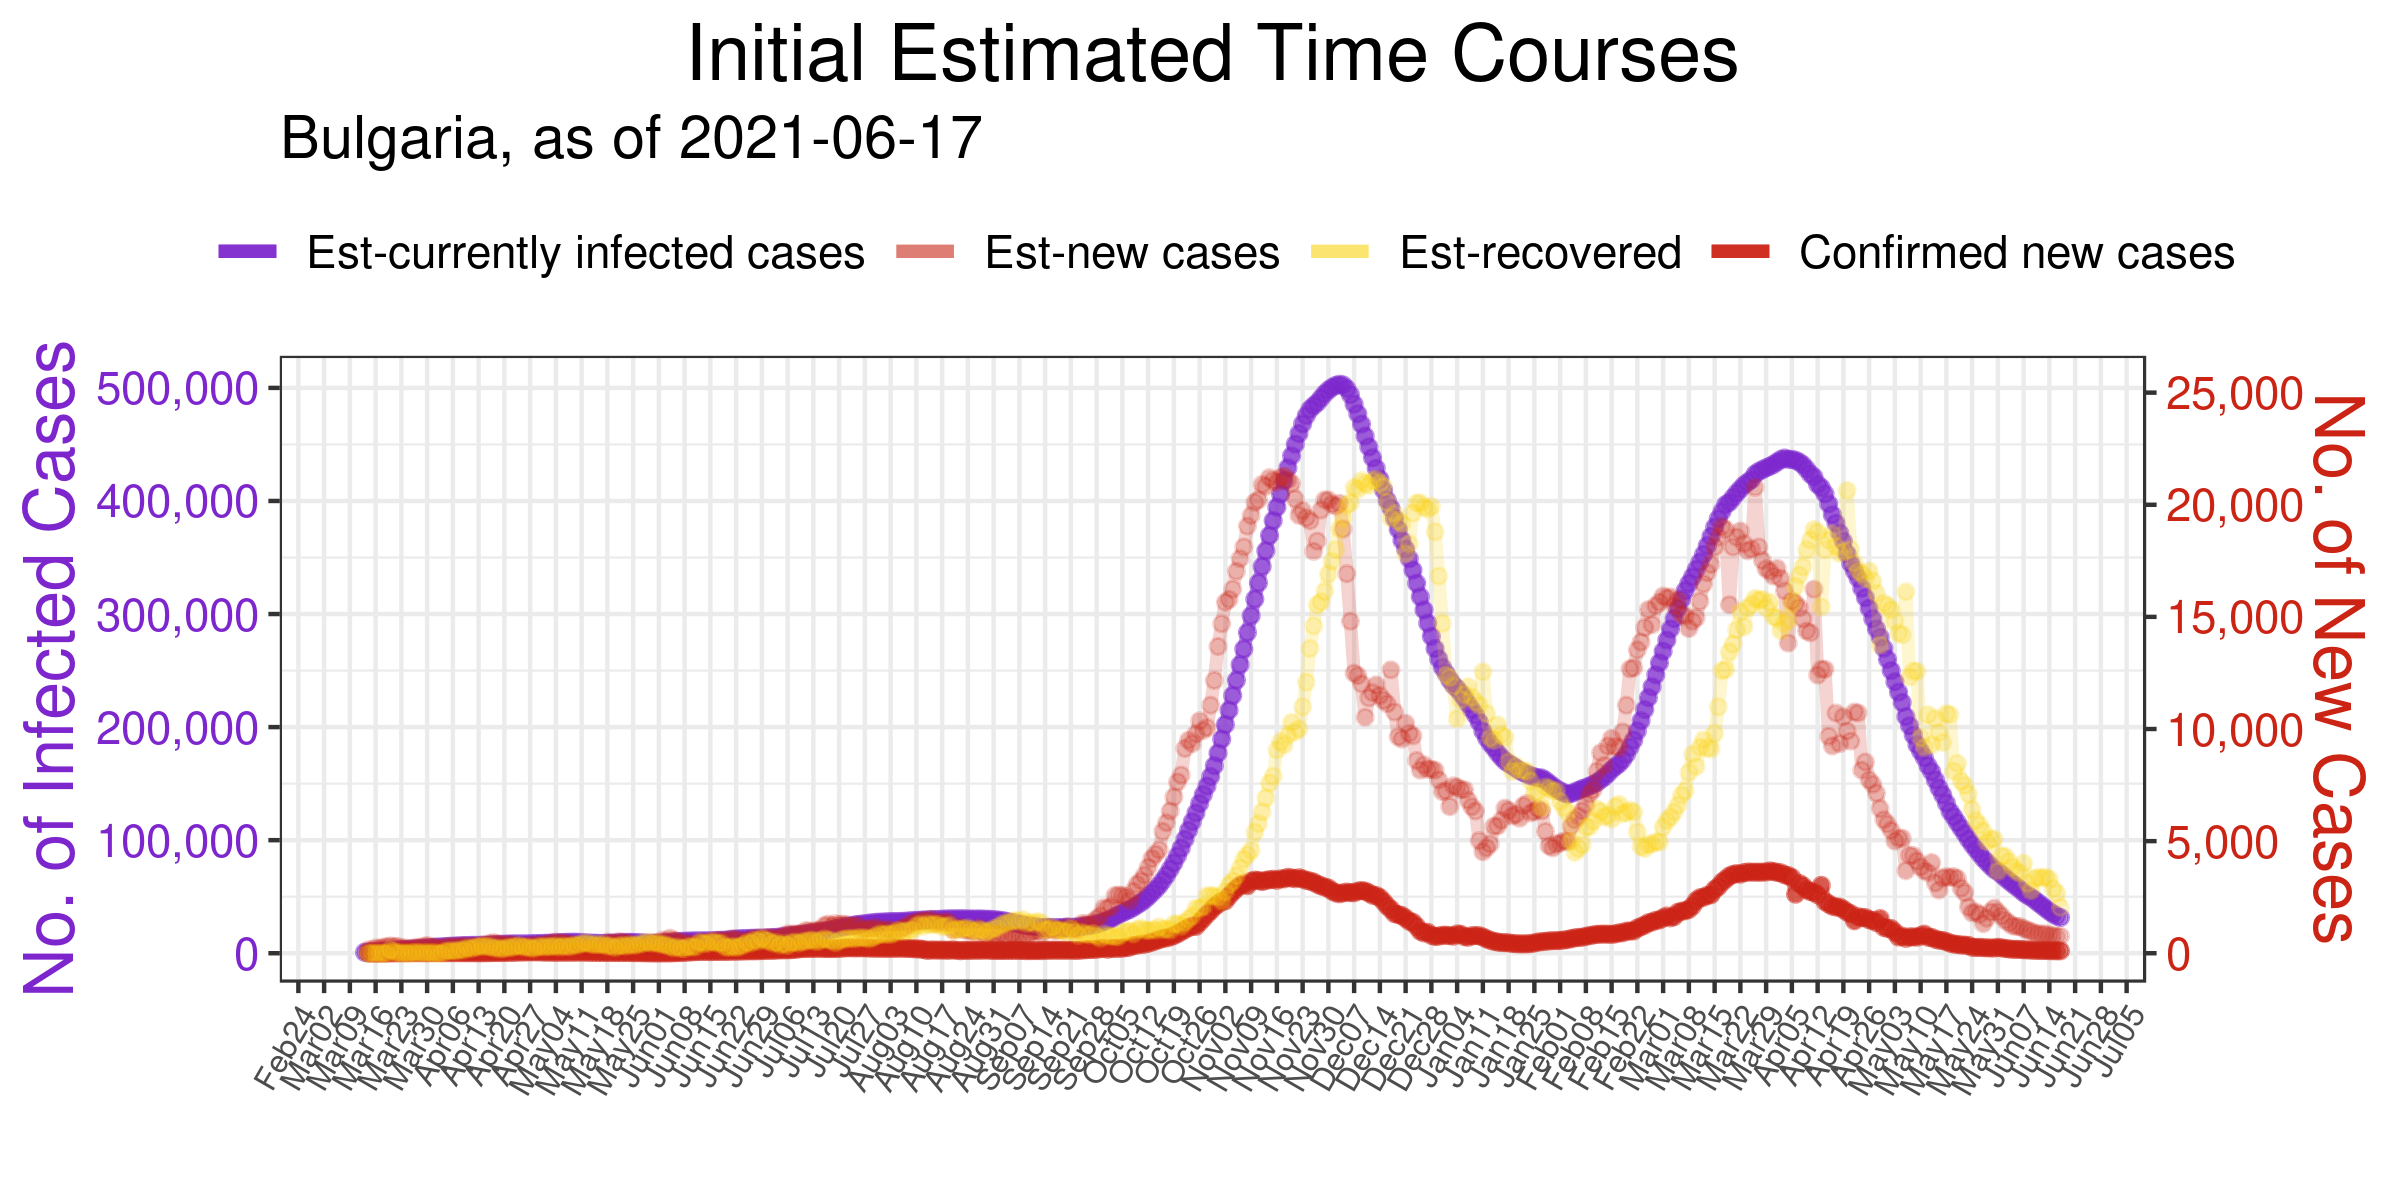 Initial Estimated Time Courses
Bulgaria, as of 2021-06-17
Est-currently infected cases
Est-new cases
Est-recovered
Confirmed new cases
No. of Infected Cases
500,000
400,000
300,000
200,000
100,000
0
25,000
20,000
15,000
10,000
5,000
0
No. of New Cases
Feb24
Mar02
Mar09
Mar16
Mar23
Mar30
Apr06
Apr13
Apr20
Apr27
May04
May11
May18
May25
Jun01
Jun08
Jun15
Jun22
Jun29
Jul06
Jul13
Jul20
Jul27
Aug03
Aug10
Aug17
Aug24
Aug31
Sep07
Sep14
Sep21
Sep28
Oct05
Oct12
Oct19
Oct26
Nov02
Nov09
Nov16
Nov23
Nov30
Dec07
Dec14
Dec21
Dec28
Jan04
Jan11
Jan18
Jan25
Feb01
Feb08
Feb15
Feb22
Mar01
Mar08
Mar15
Mar22
Mar29
Apr05
Apr12
Apr19
Apr26
May03
May10
May17
May24
May31
Jun07
Jun14
Jun21
Jun28
Jul05